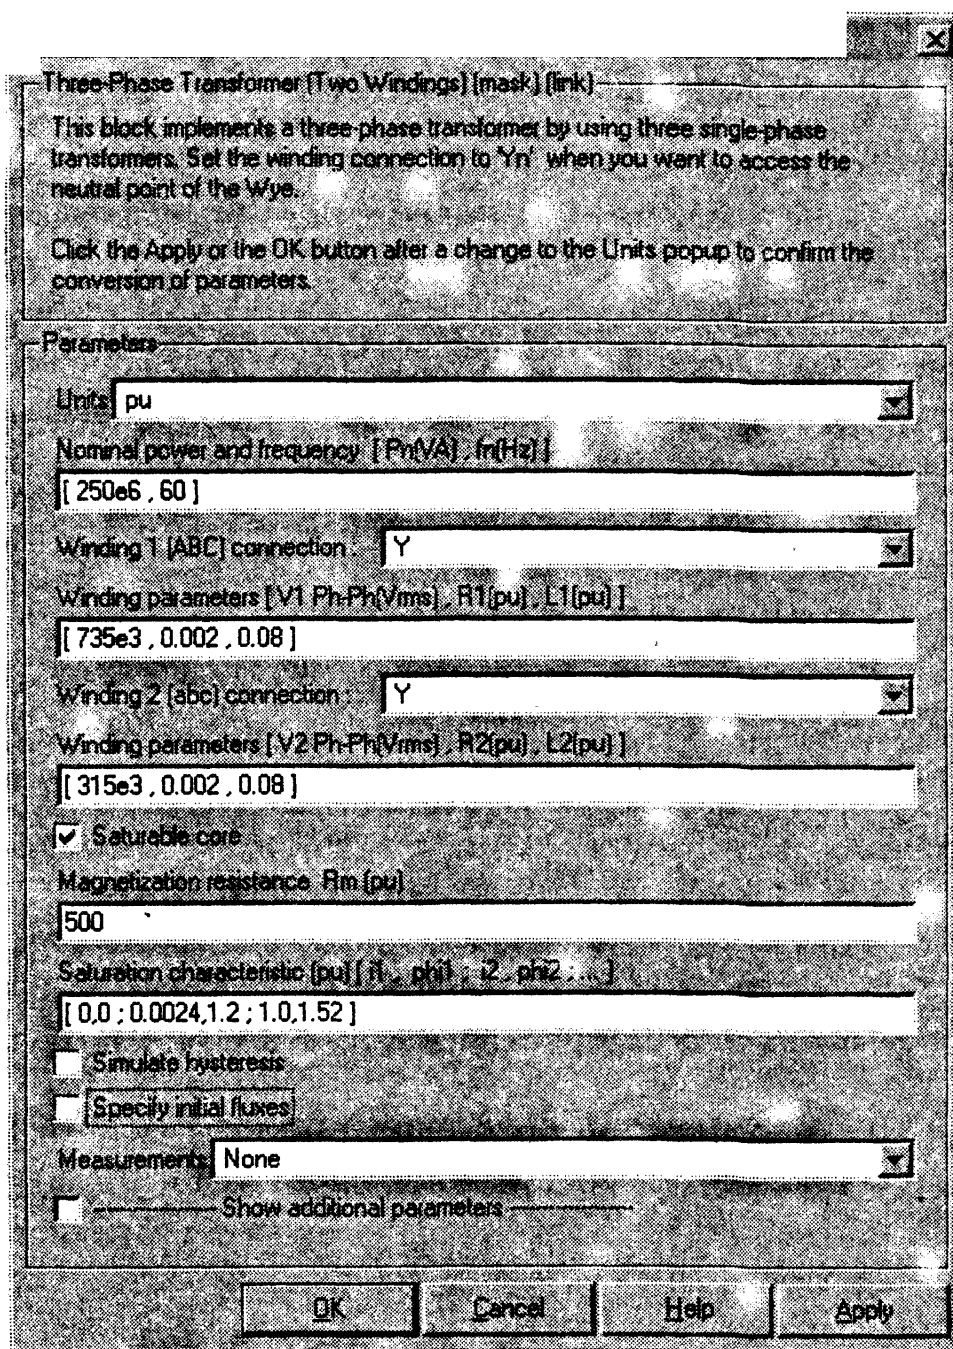 Three-Phase Transformer (Two Windings) (mask) (link)
This block implements a three-phase transformer by using three single-phase
transformers. Set the winding connection to 'Yn' when you want to access the
neutral point of the Wye.
Click the Apply or the OK button after a change to the Units popup to confirm the
conversion of parameters.
Parameters
Units pu
Nominal power and frequency [ Pn(VA) , fn(Hz) ]
[ 250e6 , 60 ]
Winding 1 (ABC) connection : Y
Winding parameters [ V1 Ph-Ph(Vrms) , R1(pu) , L1(pu) ]
[ 735e3 , 0.002 , 0.08 ]
Winding 2 (abc) connection : Y
Winding parameters [ V2 Ph-Ph(Vrms) , R2(pu) , L2(pu) ]
[ 315e3 , 0.002 , 0.08 ]
Saturable core
Magnetization resistance Rm (pu)
500
Saturation characteristic (pu) [ i1 , phi1 ; i2 , phi2 ; ... ]
[ 0,0 ; 0.0024,1.2 ; 1.0,1.52 ]
Simulate hysteresis
Specify initial fluxes
Measurements None
Show additional parameters
OK Cancel Help Apply